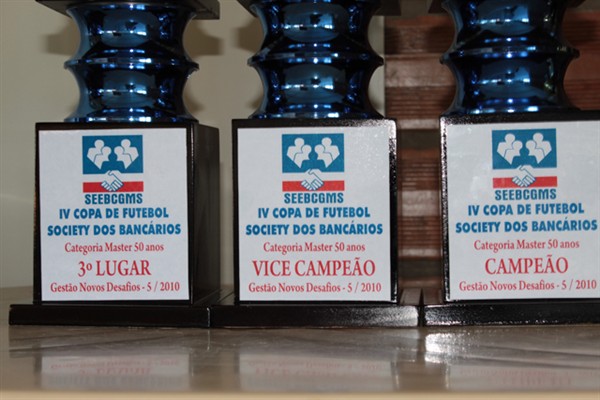 SEEBCGMS
IV COPA DE FUTEBOL
SOCIETY DOS BANCÁRIOS
Categoria Master 50 anos
3º LUGAR
Gestão Novos Desafios - 5 / 2010
SEEBCGMS
IV COPA DE FUTEBOL
SOCIETY DOS BANCÁRIOS
Categoria Master 50 anos
VICE CAMPEÃO
Gestão Novos Desafios - 5 / 2010
SEEBCGMS
IV COPA DE FUTEBOL
SOCIETY DOS BANCÁRIOS
Categoria Master 50 anos
CAMPEÃO
Gestão Novos Desafios - 5 / 2010